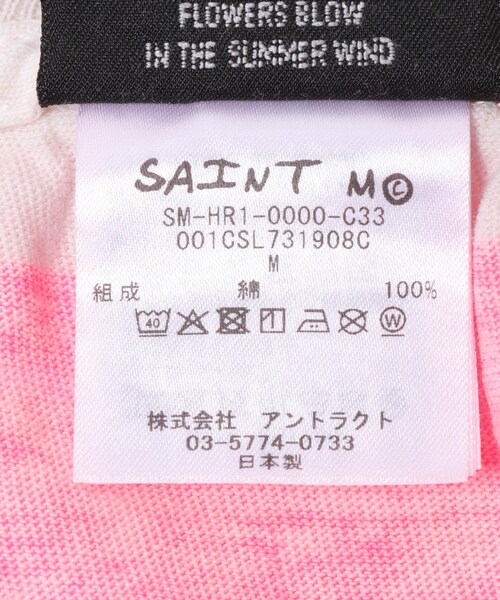 FLOWERS BLOW
IN THE SUMMER WIND
SAINT M©
SM-HR1-0000-C33
001CSL731908C
M
組成 綿 100%
40 W
株式会社 アントラクト
03-5774-0733
日本製